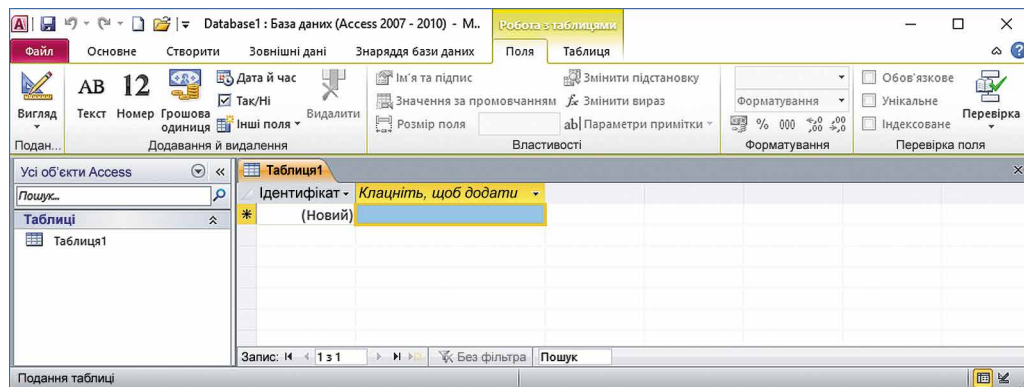 Database1 : База даних (Access 2007 - 2010) - M..
Робота з таблицями
Файл Основне Створити Зовнішні дані Знаряддя бази даних Поля Таблиця
Вигляд
AB Текст
12 Номер
Грошова одиниця
Дата й час
Так/Ні
Інші поля
Видалити
Ім'я та підпис
Значення за промовчанням
Розмір поля
Змінити підстановку
fx Змінити вираз
ab Параметри примітки
Форматування
% 000
Обов'язкове
Унікальне
Індексоване
Перевірка
Подан... Додавання й видалення Властивості Форматування Перевірка поля
Усі об'єкти Access
Пошук...
Таблиці
Таблиця1
Таблиця1
Ідентифікат Клацніть, щоб додати
(Новий)
Запис: 1 з 1 Без фільтра Пошук
Подання таблиці